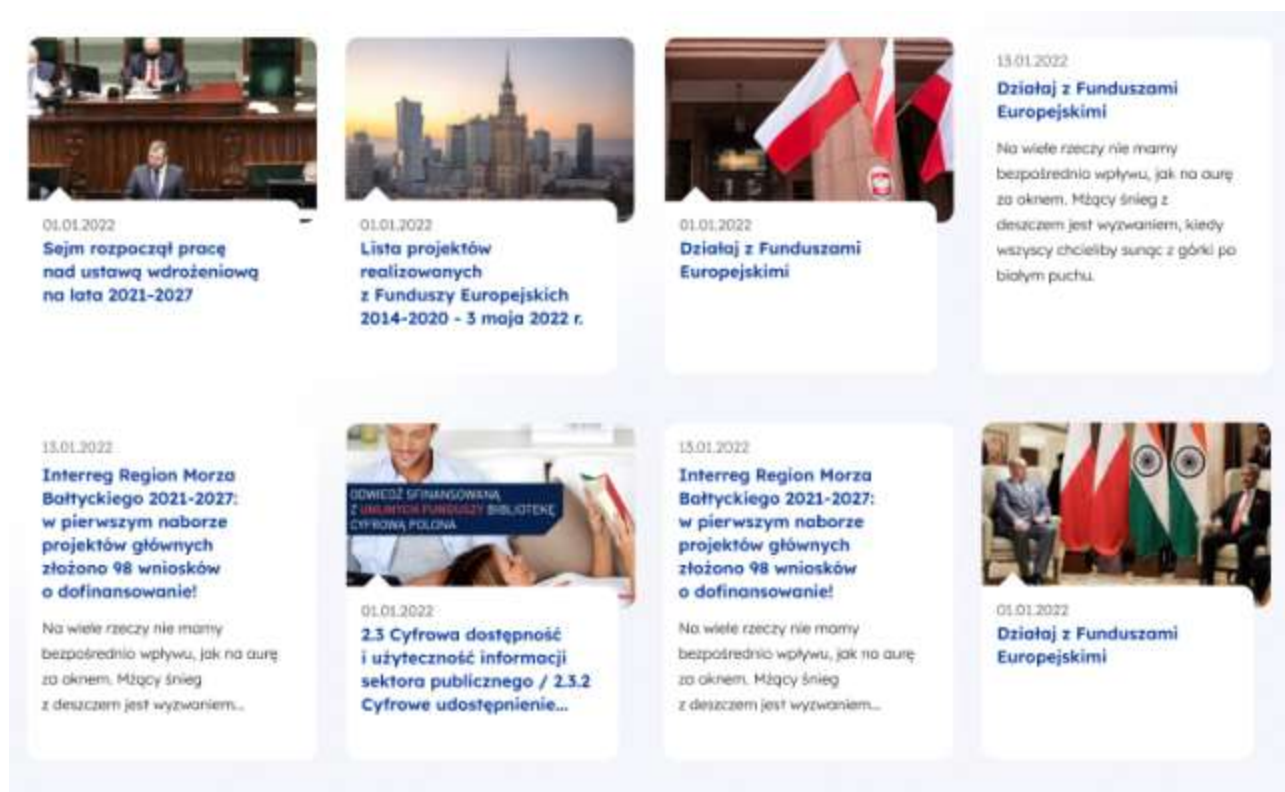 01.01.2022
Sejm rozpoczął pracę
nad ustawą wdrożeniową
na lata 2021-2027
01.01.2022
Lista projektów
realizowanych
z Funduszy Europejskich
2014-2020 - 3 maja 2022 r.
01.01.2022
Działaj z Funduszami
Europejskimi
13.01.2022
Działaj z Funduszami
Europejskimi
Na wiele rzeczy nie mamy
bezpośrednio wpływu, jak na aurę
za oknem. Mżący śnieg z
deszczem jest wyzwaniem, kiedy
wszyscy chcieliby sunąc z górki po
białym puchu.
13.01.2022
Interreg Region Morza
Bałtyckiego 2021-2027:
w pierwszym naborze
projektów głównych
złożono 98 wniosków
o dofinansowanie!
Na wiele rzeczy nie mamy
bezpośrednio wpływu, jak na aurę
za oknem. Mżący śnieg
z deszczem jest wyzwaniem...
ODWIEDŹ SFINANSOWANĄ
Z UNIJNYCH FUNDUSZY BIBLIOTEKĘ
CYFROWĄ POLONA
01.01.2022
2.3 Cyfrowa dostępność
i użyteczność informacji
sektora publicznego / 2.3.2
Cyfrowe udostępnienie...
13.01.2022
Interreg Region Morza
Bałtyckiego 2021-2027:
w pierwszym naborze
projektów głównych
złożono 98 wniosków
o dofinansowanie!
Na wiele rzeczy nie mamy
bezpośrednio wpływu, jak na aurę
za oknem. Mżący śnieg
z deszczem jest wyzwaniem...
01.01.2022
Działaj z Funduszami
Europejskimi